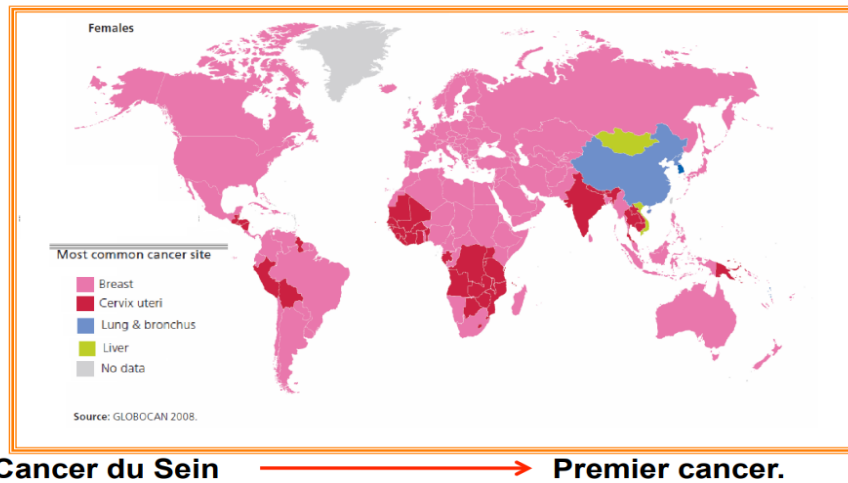 Females
Most common cancer site
Breast
Cervix uteri
Lung & bronchus
Liver
No data
Source: GLOBOCAN 2008.
Cancer du Sein Premier cancer.